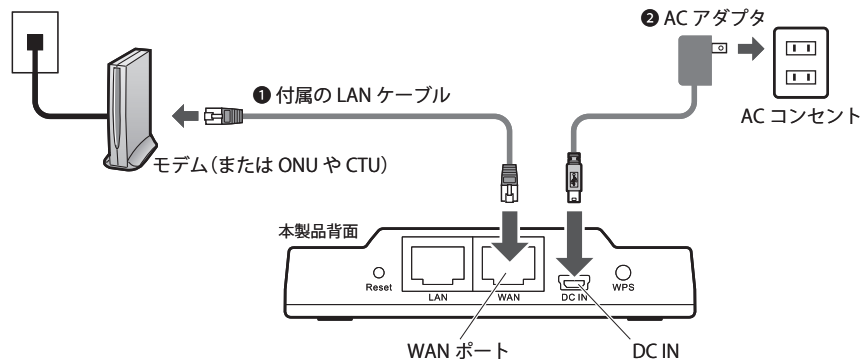 ❷ AC アダプタ
❶ 付属の LAN ケーブル
AC コンセント
モデム(または ONU や CTU)
本製品背面
Reset
LAN
WAN
DC IN
WPS
WAN ポート
DC IN